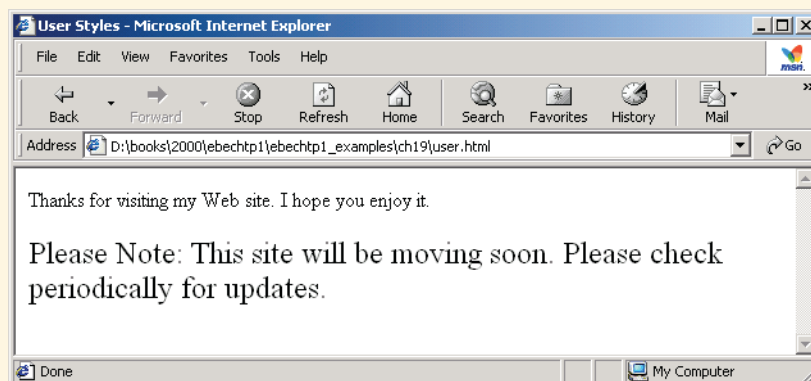 User Styles - Microsoft Internet Explorer
File Edit View Favorites Tools Help
msn.
Back Forward Stop Refresh Home Search Favorites History Mail »
Address D:\books\2000\ebechtp1\ebechtp1_examples\ch19\user.html Go
Thanks for visiting my Web site. I hope you enjoy it.
Please Note: This site will be moving soon. Please check
periodically for updates.
Done My Computer